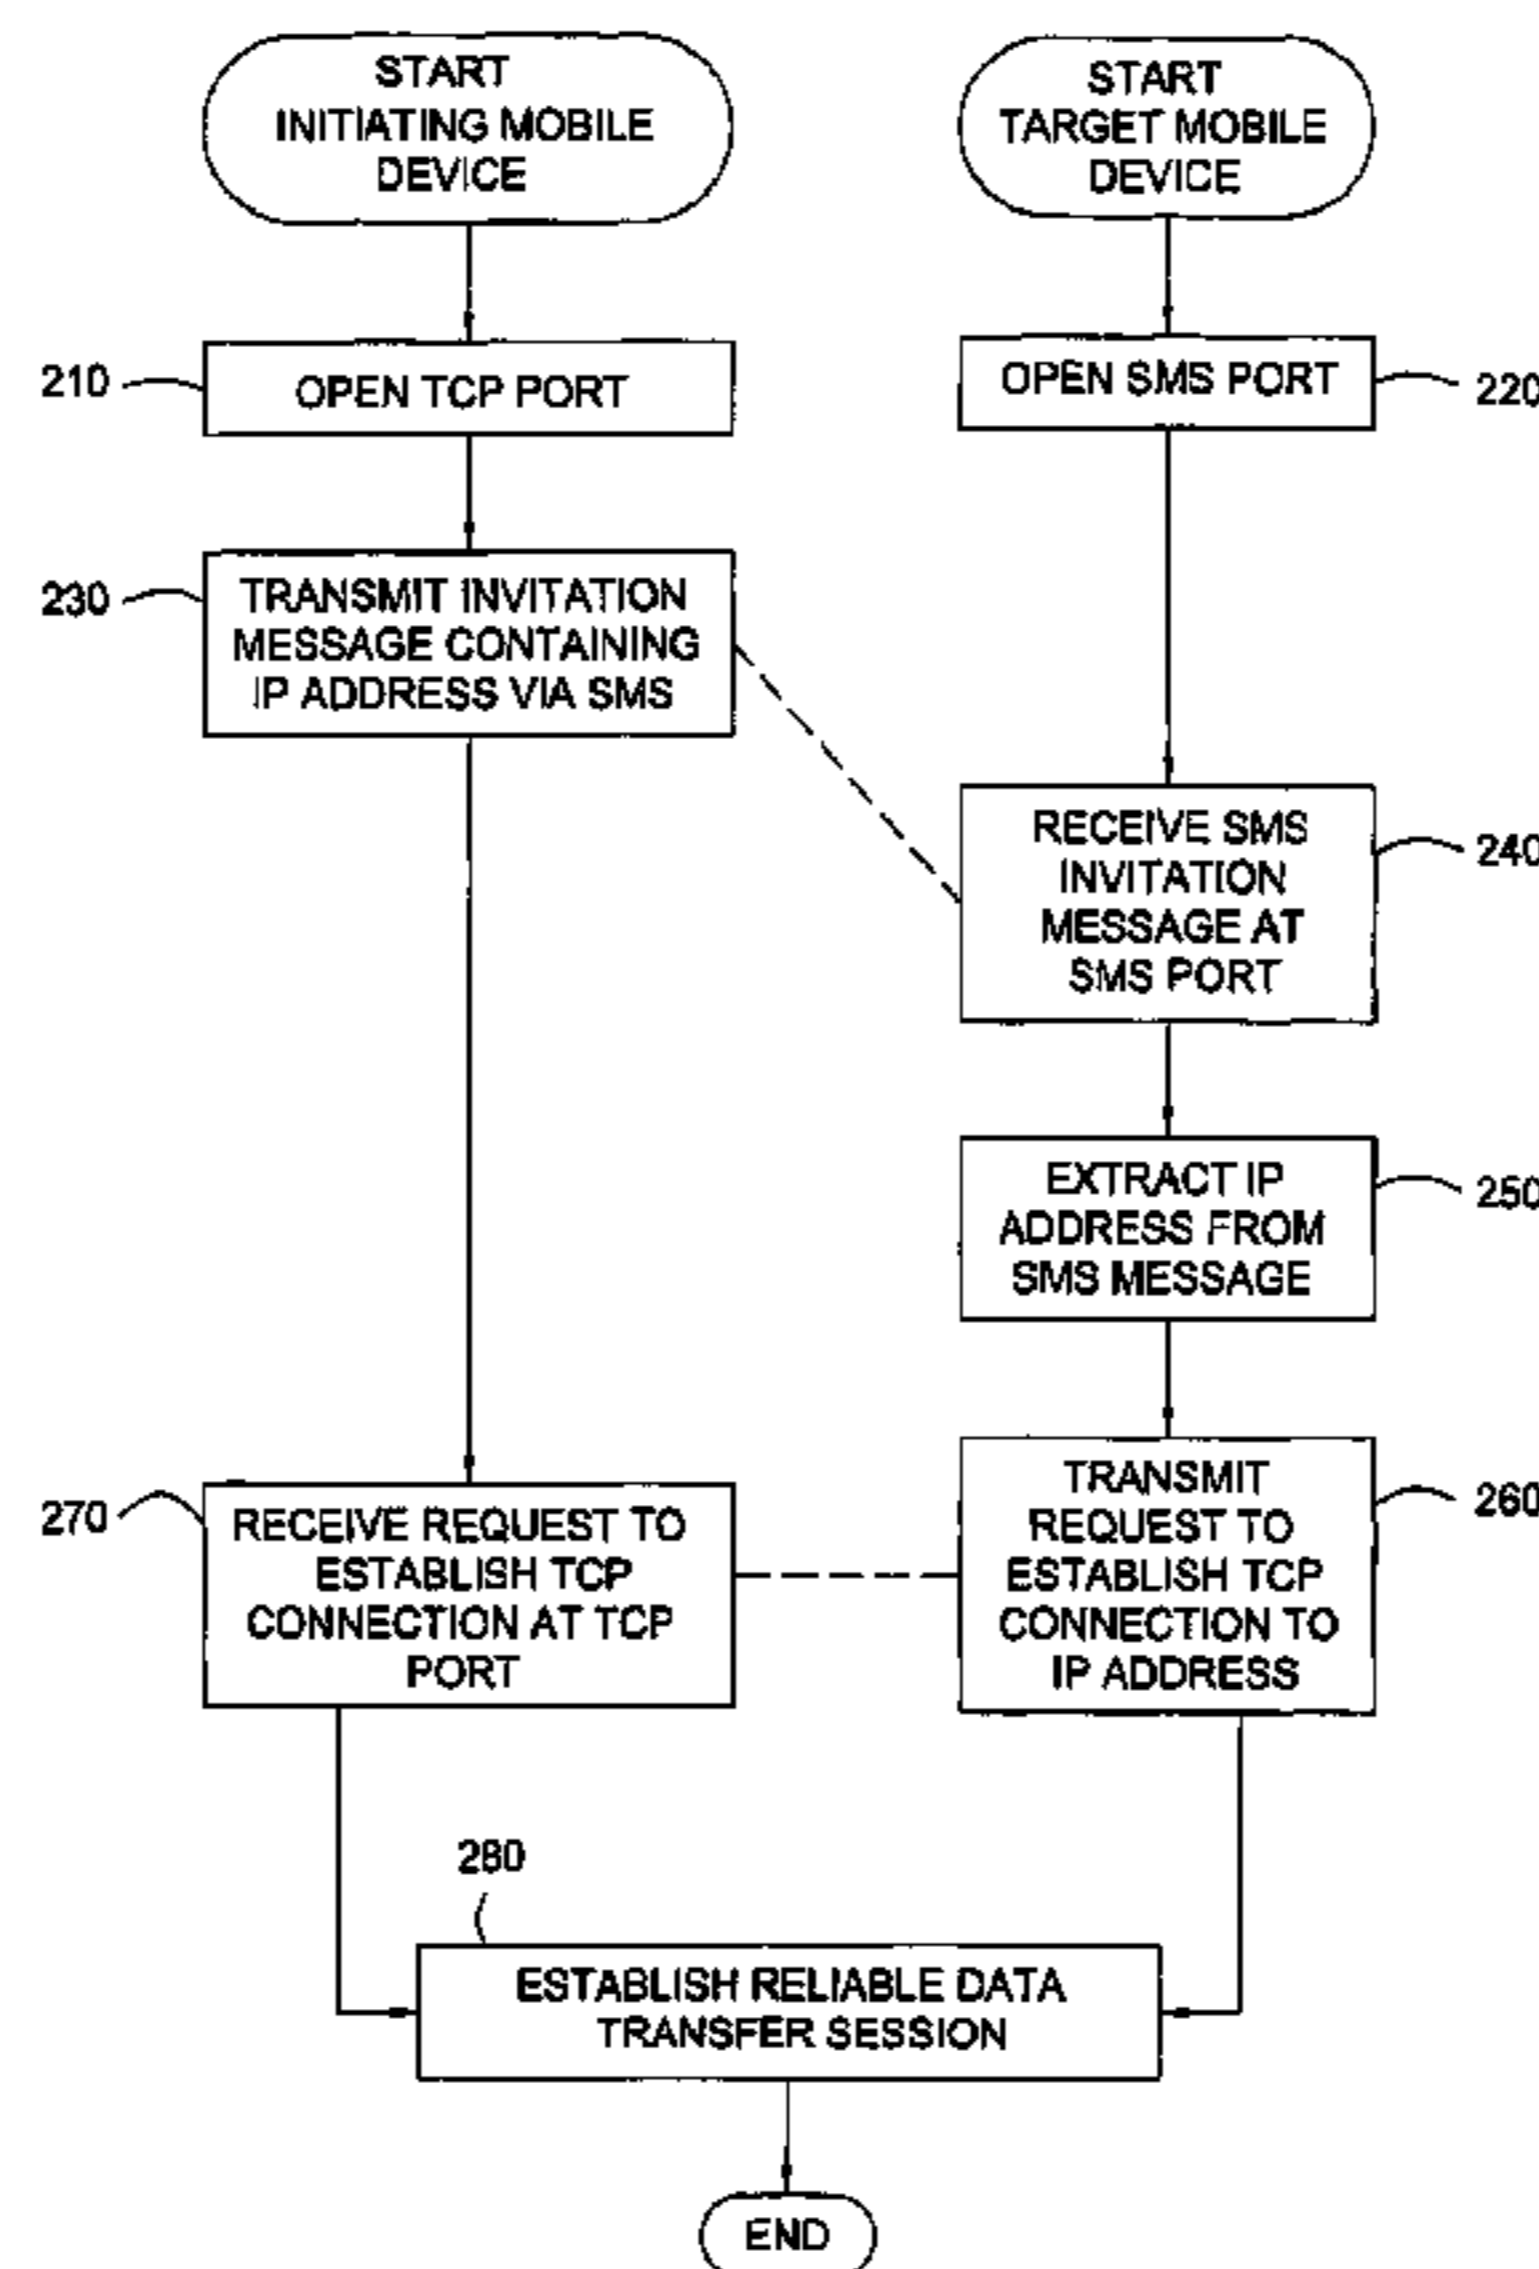 START
INITIATING MOBILE
DEVICE
START
TARGET MOBILE
DEVICE
210
OPEN TCP PORT
OPEN SMS PORT
220
230
TRANSMIT INVITATION
MESSAGE CONTAINING
IP ADDRESS VIA SMS
RECEIVE SMS
INVITATION
MESSAGE AT
SMS PORT
240
EXTRACT IP
ADDRESS FROM
SMS MESSAGE
250
270
RECEIVE REQUEST TO
ESTABLISH TCP
CONNECTION AT TCP
PORT
TRANSMIT
REQUEST TO
ESTABLISH TCP
CONNECTION TO
IP ADDRESS
260
280
ESTABLISH RELIABLE DATA
TRANSFER SESSION
END